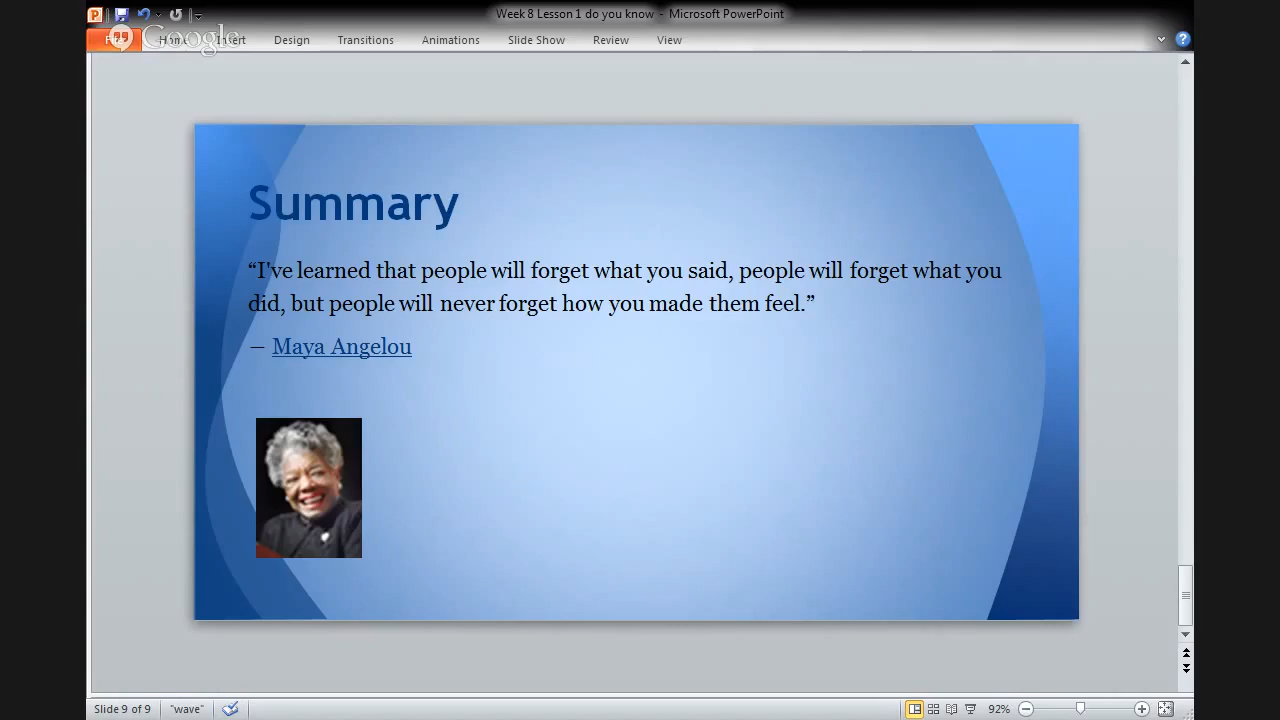 Week 8 Lesson 1 do you know - Microsoft PowerPoint
Google
Home Insert Design Transitions Animations Slide Show Review View
Summary
“I've learned that people will forget what you said, people will forget what you
did, but people will never forget how you made them feel.”
― Maya Angelou
Slide 9 of 9 "wave" 92%